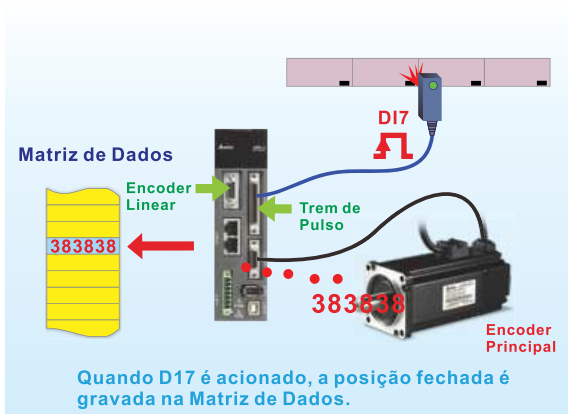 DI7
Matriz de Dados
Encoder
Linear
Trem de
Pulso
383838
383838
Encoder
Principal
Quando D17 é acionado, a posição fechada é
gravada na Matriz de Dados.